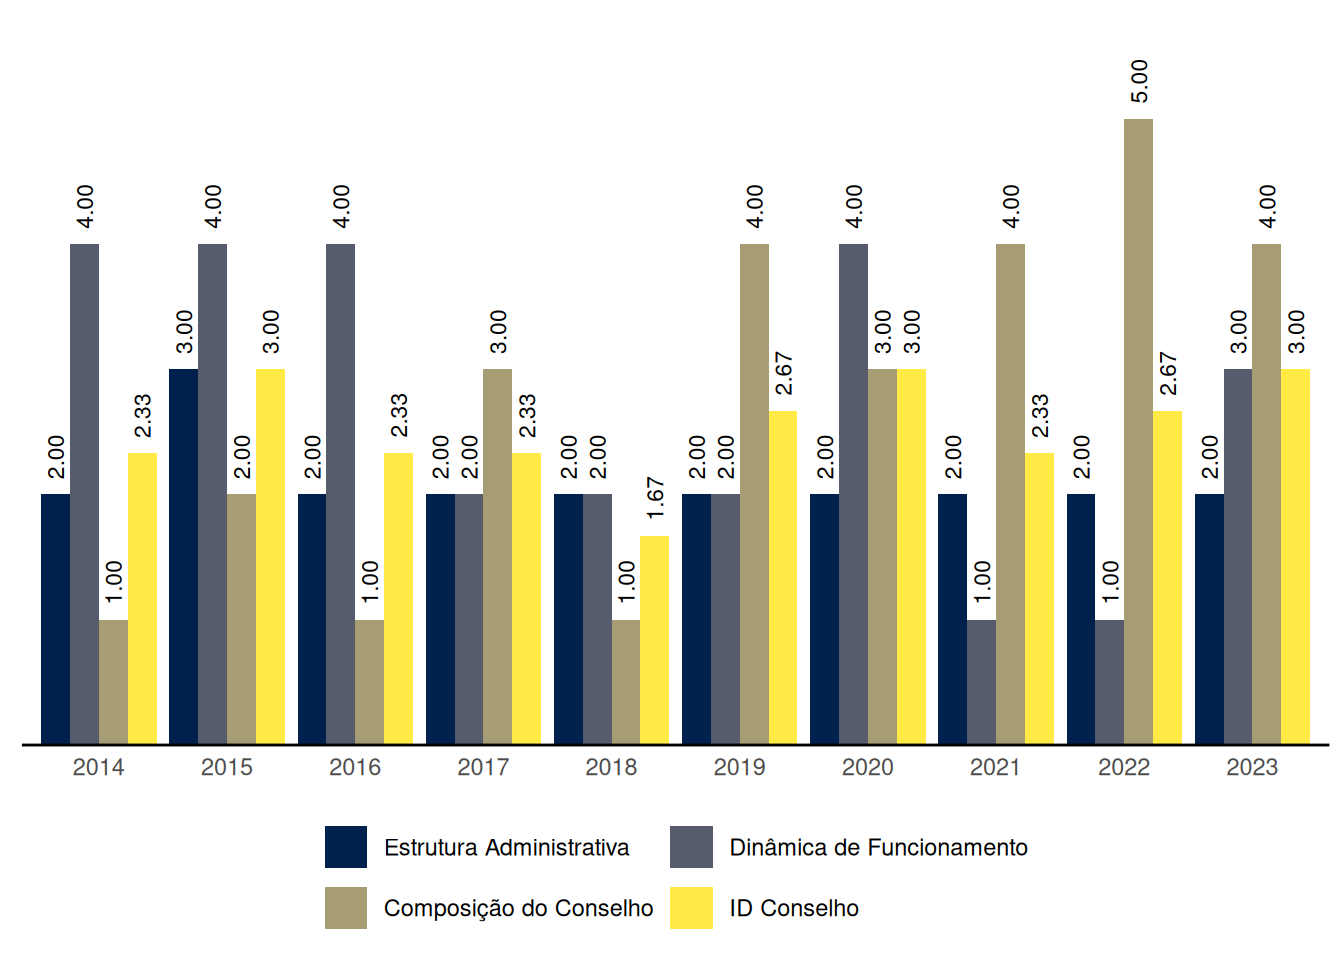 5.00
4.00 4.00 4.00 4.00 4.00 4.00 4.00
3.00 3.00 3.00 3.00 3.00 3.00 3.00
2.33 2.33 2.33 2.67 2.33 2.67
2.00 2.00 2.00 2.00 2.00 2.00 2.00 2.00 2.00 2.00 2.00 2.00 2.00
1.67
1.00 1.00 1.00 1.00 1.00
2014 2015 2016 2017 2018 2019 2020 2021 2022 2023
Estrutura Administrativa Dinâmica de Funcionamento
Composição do Conselho ID Conselho